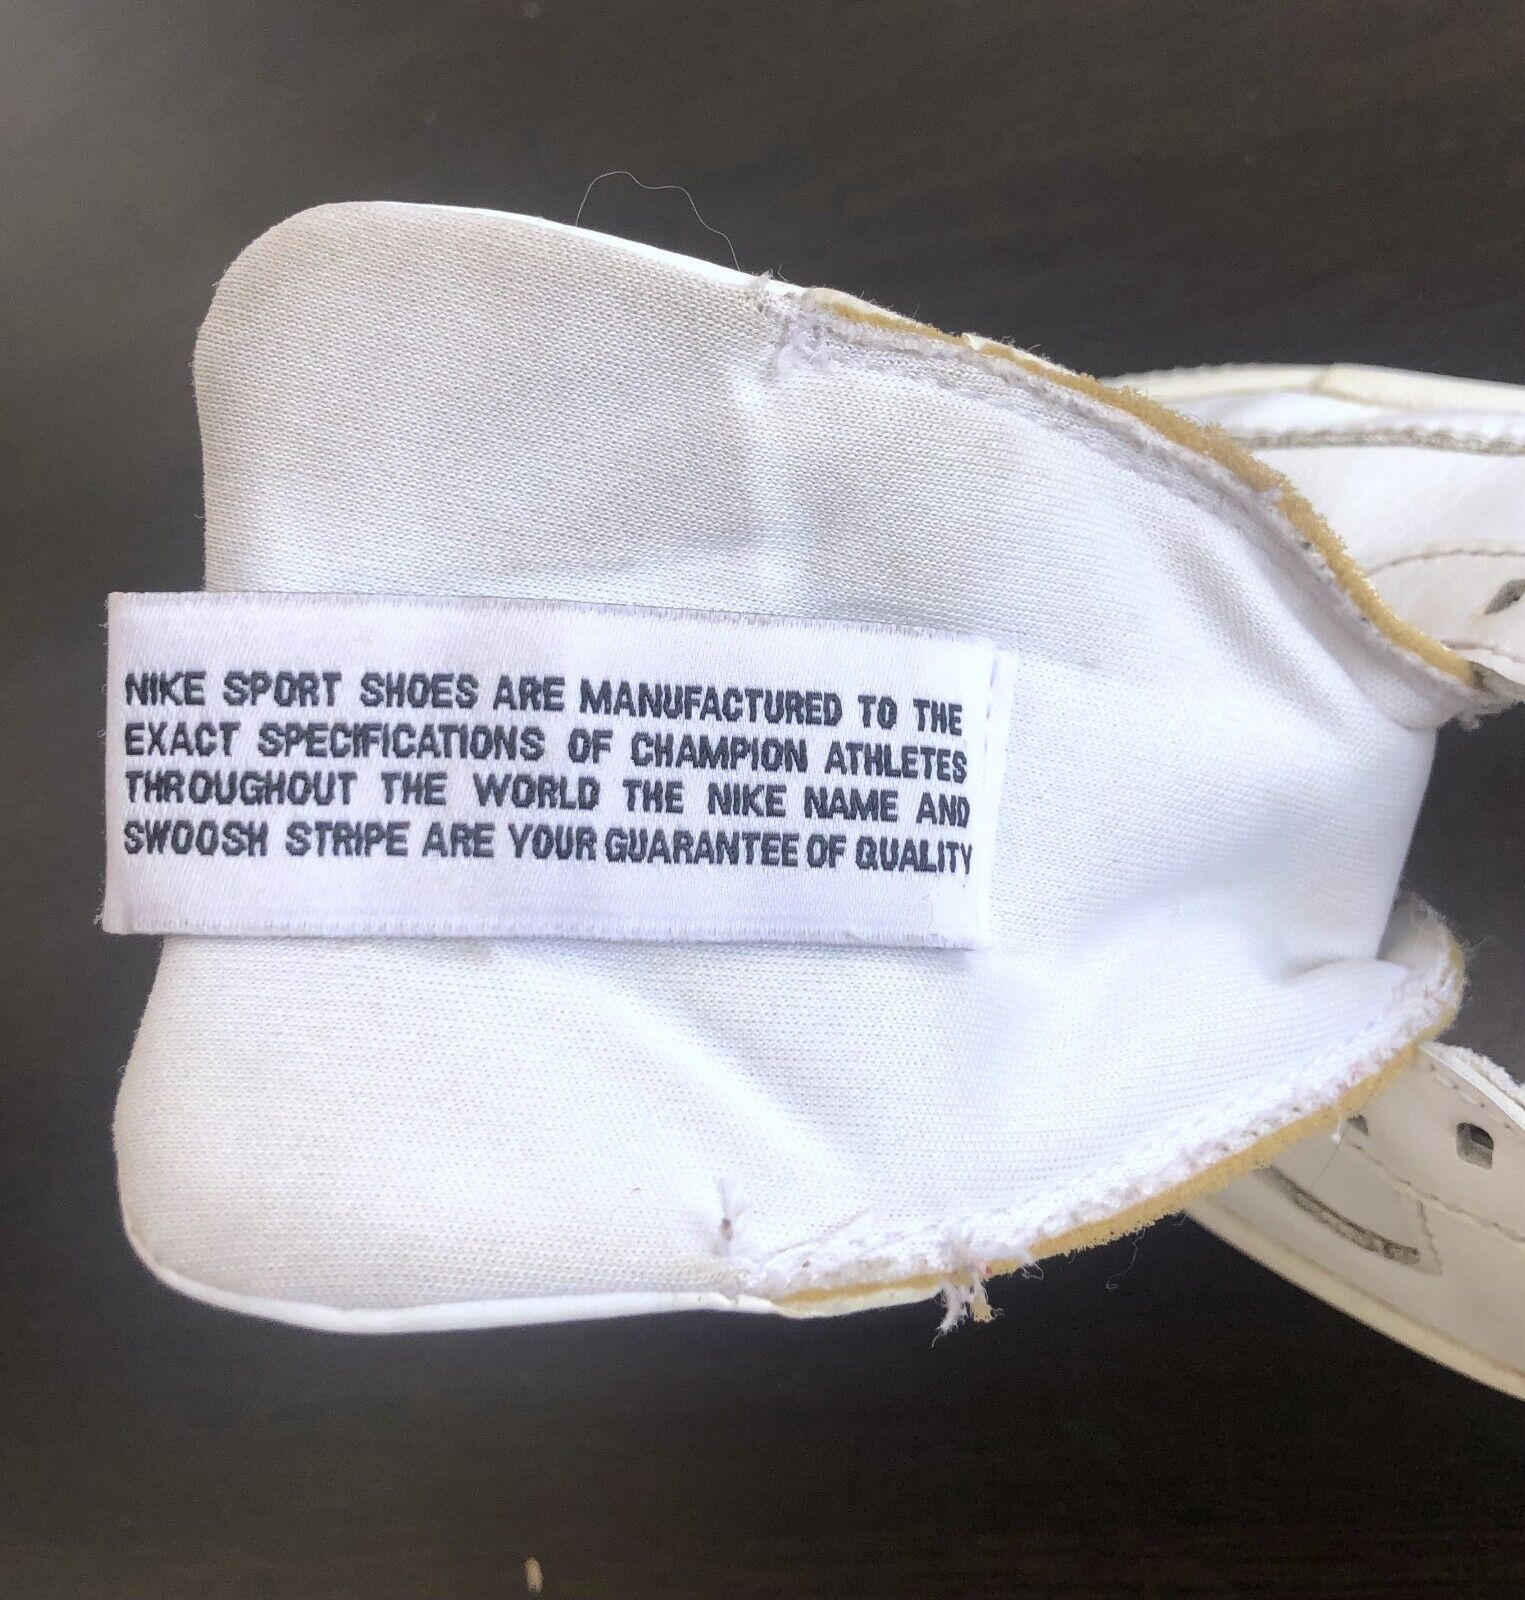 NIKE SPORT SHOES ARE MANUFACTURED TO THE
EXACT SPECIFICATIONS OF CHAMPION ATHLETES
THROUGHOUT THE WORLD THE NIKE NAME AND
SWOOSH STRIPE ARE YOUR GUARANTEE OF QUALITY